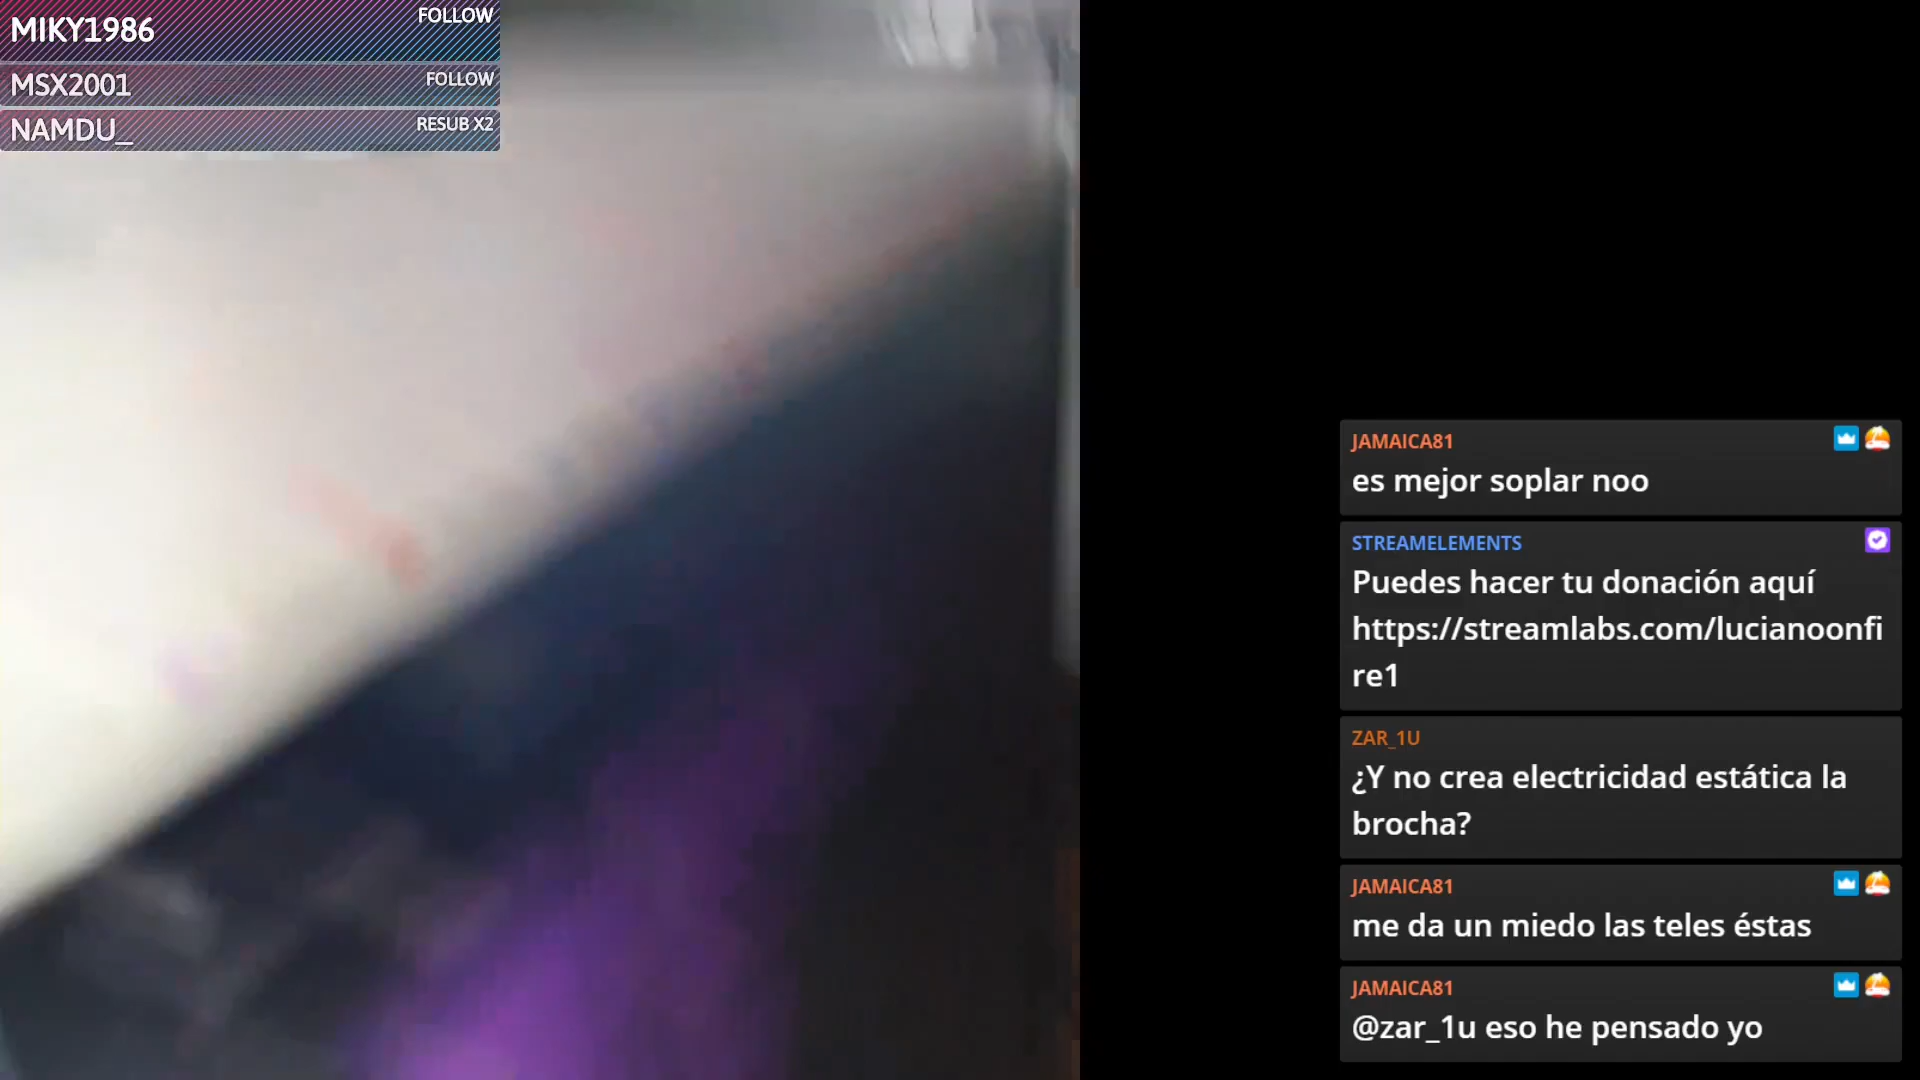 MIKY1986 FOLLOW
MSX2001 FOLLOW
NAMDU_ RESUB X2
JAMAICA81
es mejor soplar noo
STREAMELEMENTS
Puedes hacer tu donación aquí
https://streamlabs.com/lucianoonfi
re1
ZAR_1U
¿Y no crea electricidad estática la
brocha?
JAMAICA81
me da un miedo las teles éstas
JAMAICA81
@zar_1u eso he pensado yo